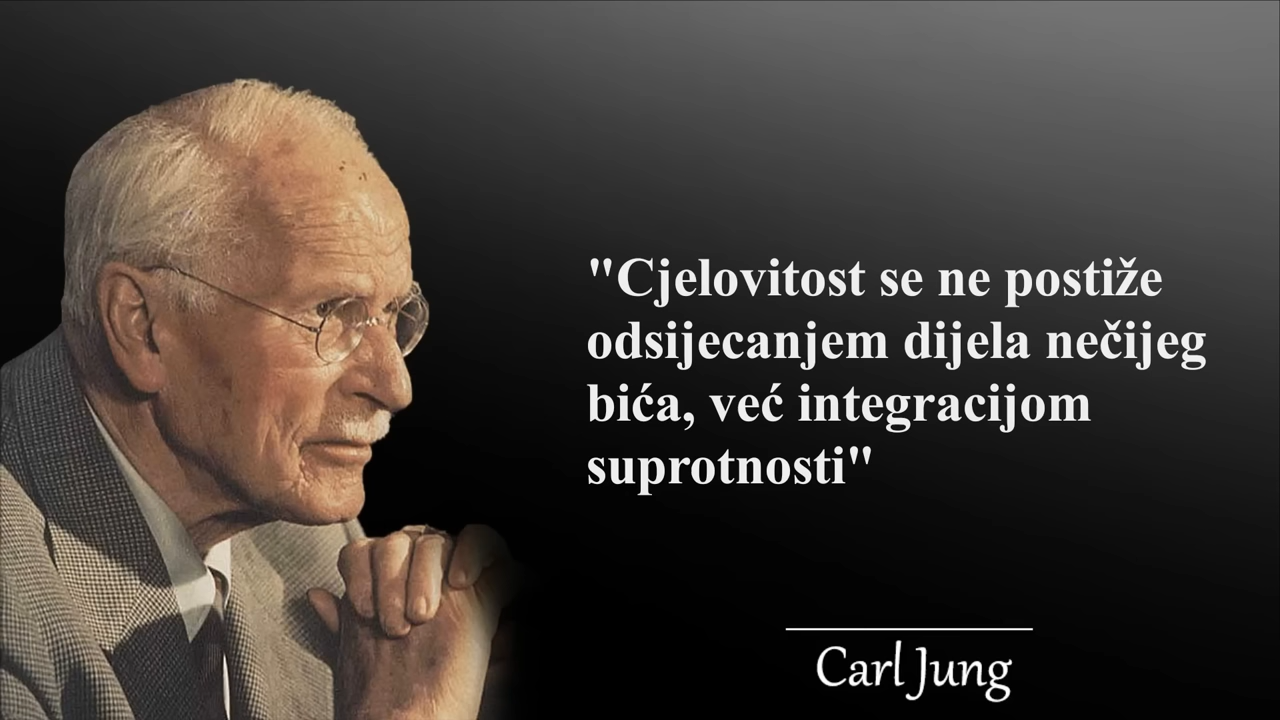 "Cjelovitost se ne postiže
odsijecanjem dijela nečijeg
bića, već integracijom
suprotnosti"
Carl Jung